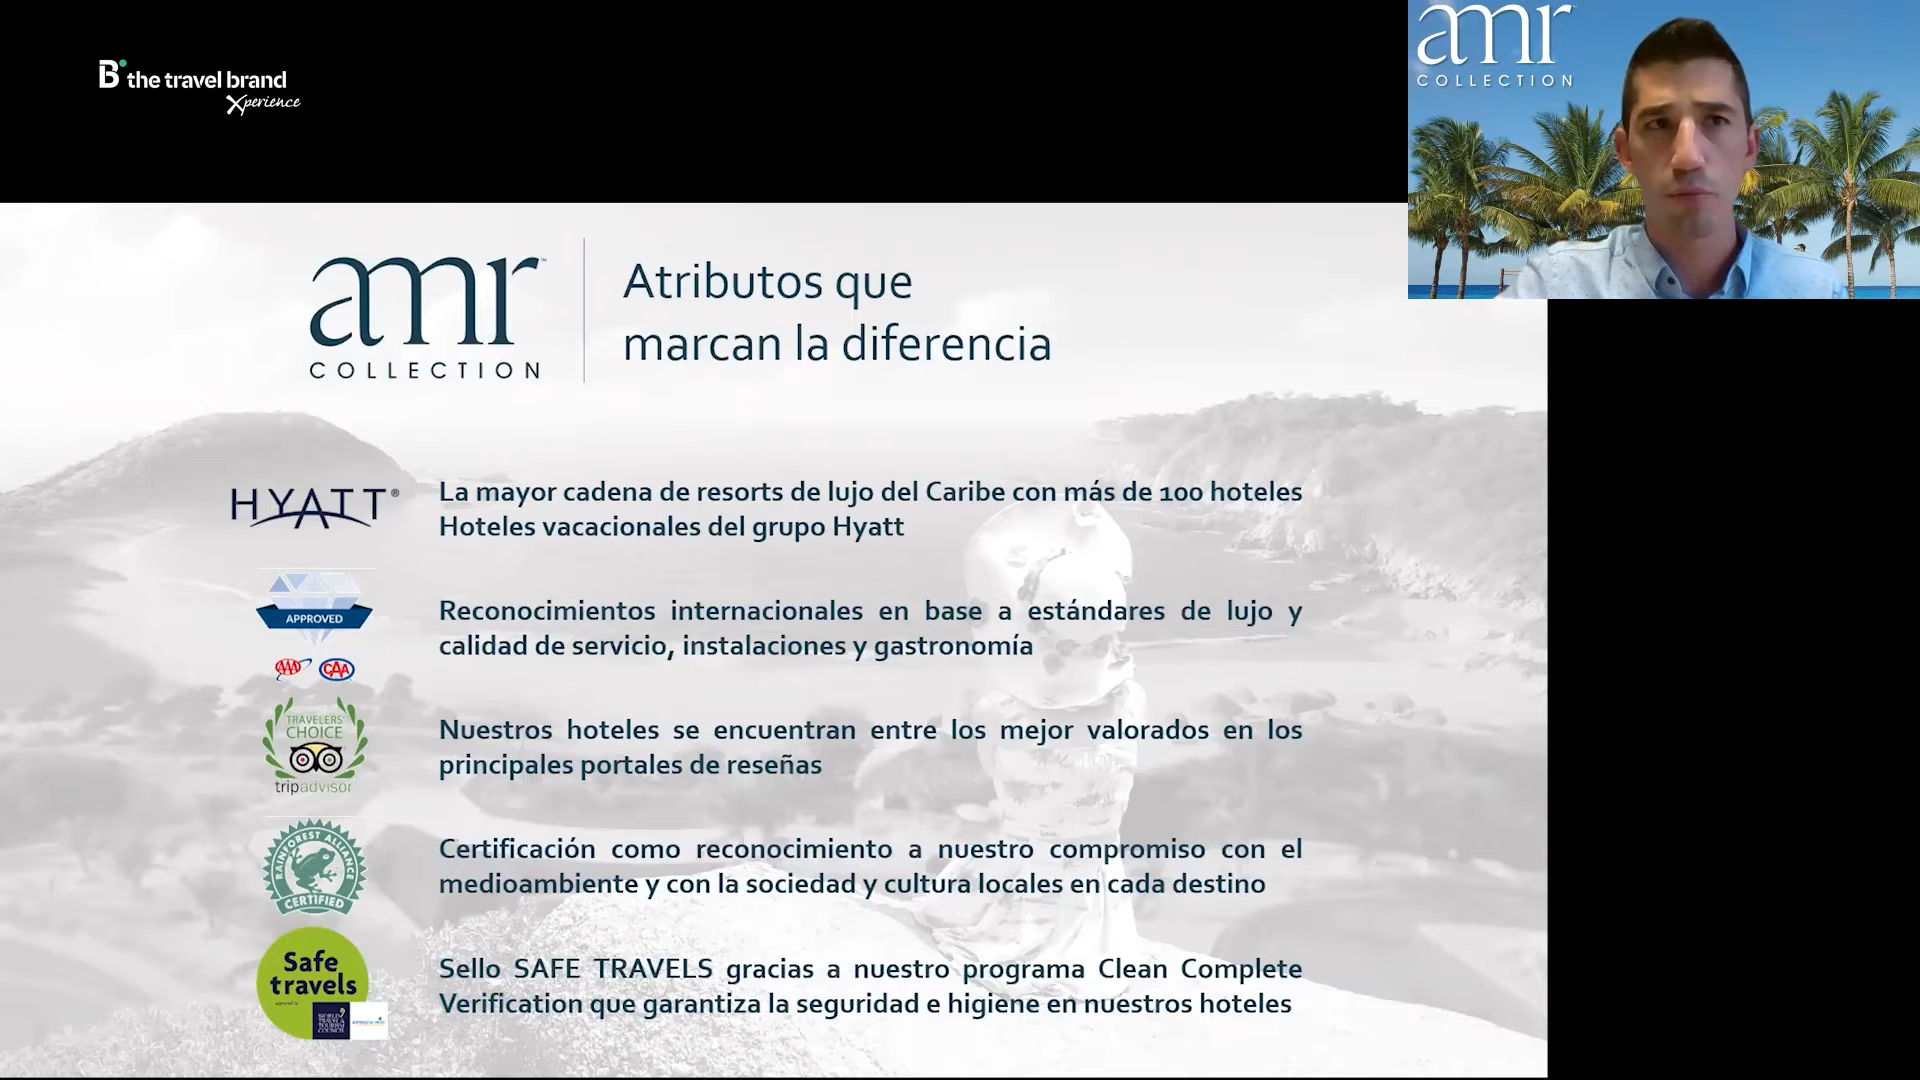 B the travel brand
Xperience
amr
COLLECTION
amr
COLLECTION
Atributos que
marcan la diferencia
HYATT®
La mayor cadena de resorts de lujo del Caribe con más de 100 hoteles
Hoteles vacacionales del grupo Hyatt
APPROVED
AAA CAA
Reconocimientos internacionales en base a estándares de lujo y
calidad de servicio, instalaciones y gastronomía
TRAVELERS'
CHOICE
tripadvisor
Nuestros hoteles se encuentran entre los mejor valorados en los
principales portales de reseñas
RAINFOREST ALLIANCE
CERTIFIED
Certificación como reconocimiento a nuestro compromiso con el
medioambiente y con la sociedad y cultura locales en cada destino
Safe
travels
WORLD
TRAVEL &
TOURISM
COUNCIL
Sello SAFE TRAVELS gracias a nuestro programa Clean Complete
Verification que garantiza la seguridad e higiene en nuestros hoteles